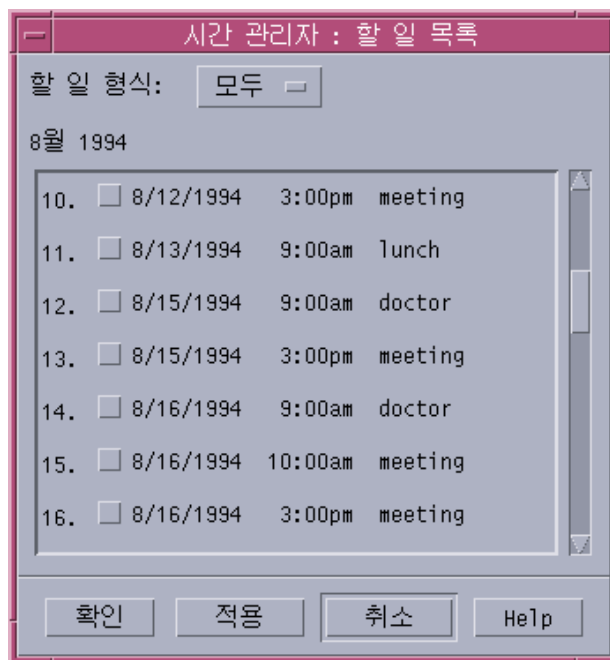 시간 관리자 : 할 일 목록
할 일 형식: 모두
8월 1994
10. 8/12/1994 3:00pm meeting
11. 8/13/1994 9:00am lunch
12. 8/15/1994 9:00am doctor
13. 8/15/1994 3:00pm meeting
14. 8/16/1994 9:00am doctor
15. 8/16/1994 10:00am meeting
16. 8/16/1994 3:00pm meeting
확인 적용 취소 Help